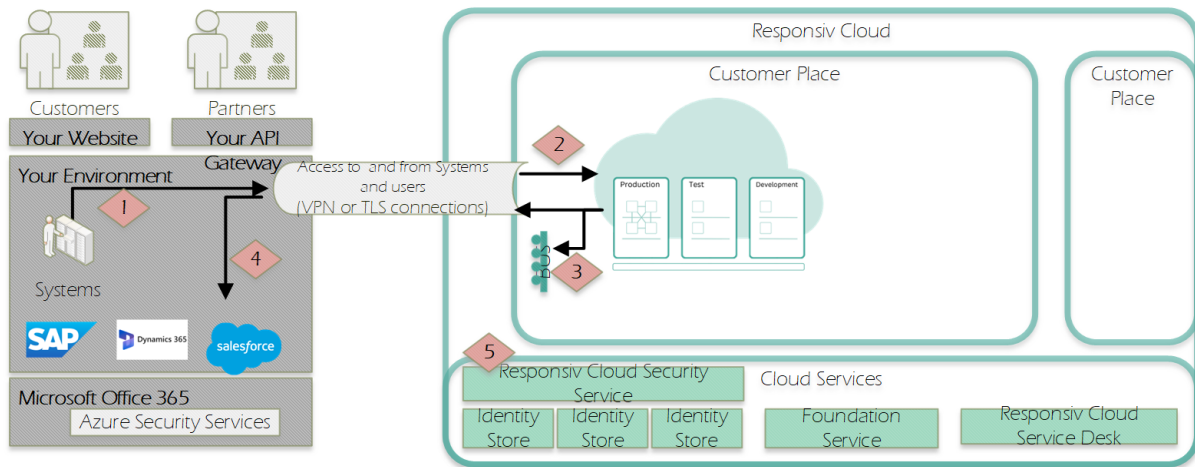 Responsiv Cloud
Customer Place
Customer
Place
Customers
Partners
Your Website
Your API
Gateway
Your Environment
Access to and from Systems
and users
(VPN or TLS connections)
1
2
3
4
Production
Test
Development
BUS
Systems
SAP
Dynamics 365
salesforce
5
Responsiv Cloud Security
Service
Cloud Services
Identity
Store
Identity
Store
Identity
Store
Foundation
Service
Responsiv Cloud
Service Desk
Microsoft Office 365
Azure Security Services